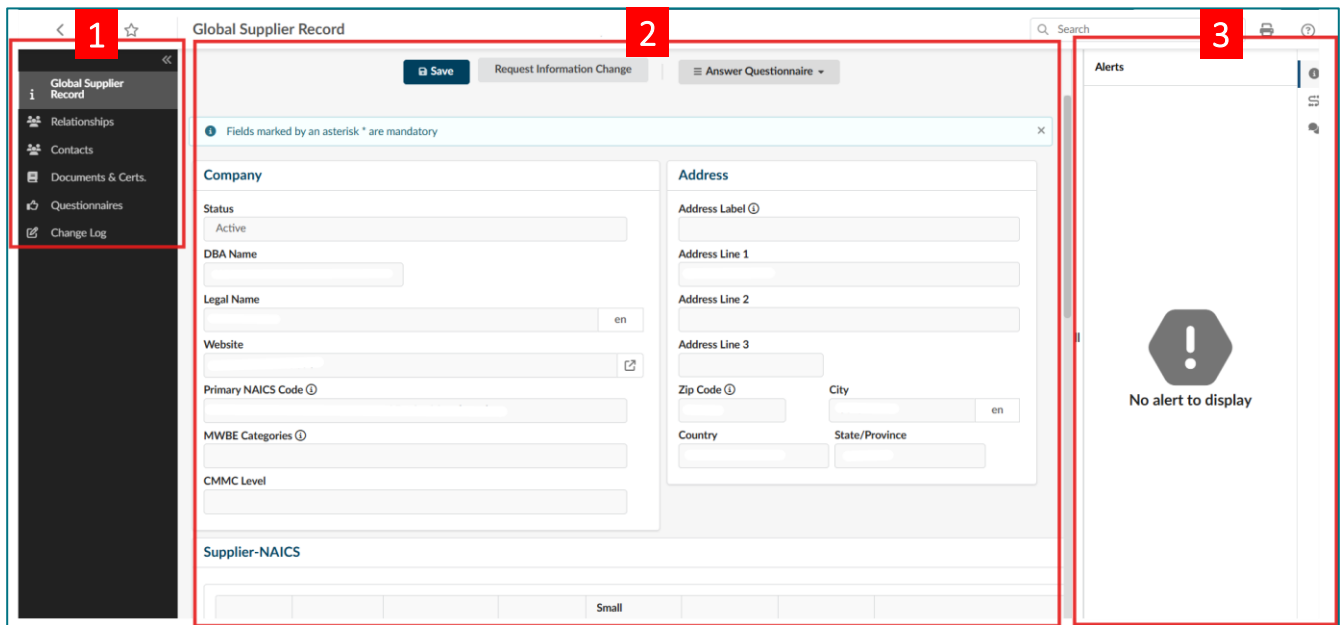 1
Global Supplier Record
2
Search
3
Global Supplier
Record
Relationships
Contacts
Documents & Certs.
Questionnaires
Change Log
Save
Request Information Change
Answer Questionnaire
Fields marked by an asterisk * are mandatory
Company
Status
Active
DBA Name
Legal Name
en
Website
Primary NAICS Code
MWBE Categories
CMMC Level
Address
Address Label
Address Line 1
Address Line 2
Address Line 3
Zip Code City
en
Country State/Province
Supplier-NAICS
Small
Alerts
No alert to display